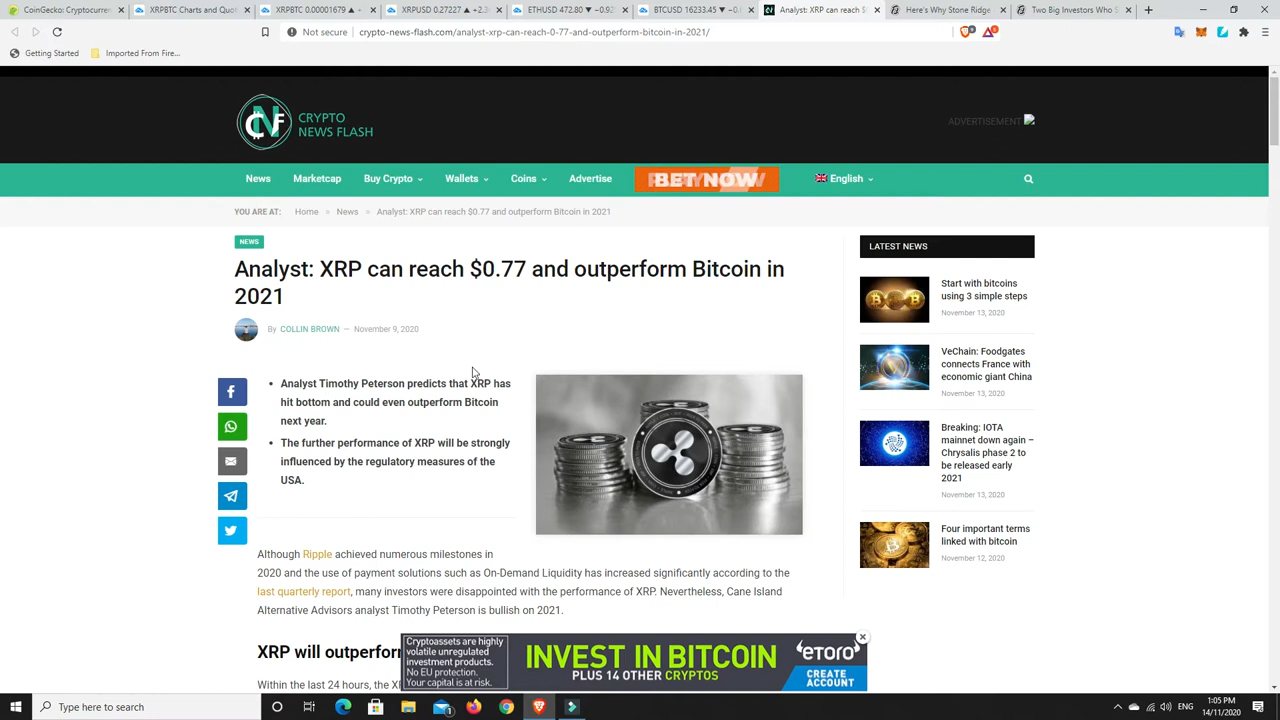 CoinGecko: Cryptocurren
XRPBTC Charts and Quot
XRPBTC 0.00001679
XRPUSD 0.27227 ▲ +2.3
ETHUSD 472.80 ▼ −0.9
BTCUSD 16233.45 ▼ −0.
Analyst: XRP can reach $
Here's Why Stone Ridge
Two Big Investors Who S
Not secure
crypto-news-flash.com/analyst-xrp-can-reach-0-77-and-outperform-bitcoin-in-2021/
Getting Started
Imported From Fire...
CRYPTO
NEWS FLASH
ADVERTISEMENT
News
Marketcap
Buy Crypto
Wallets
Coins
Advertise
BET NOW
English
YOU ARE AT: Home » News » Analyst: XRP can reach $0.77 and outperform Bitcoin in 2021
NEWS
Analyst: XRP can reach $0.77 and outperform Bitcoin in
2021
By COLLIN BROWN — November 9, 2020
• Analyst Timothy Peterson predicts that XRP has
hit bottom and could even outperform Bitcoin
next year.
• The further performance of XRP will be strongly
influenced by the regulatory measures of the
USA.
Although Ripple achieved numerous milestones in
2020 and the use of payment solutions such as On-Demand Liquidity has increased significantly according to the
last quarterly report, many investors were disappointed with the performance of XRP. Nevertheless, Cane Island
Alternative Advisors analyst Timothy Peterson is bullish on 2021.
XRP will outperfor
Within the last 24 hours, the X
LATEST NEWS
Start with bitcoins
using 3 simple steps
November 13, 2020
VeChain: Foodgates
connects France with
economic giant China
November 13, 2020
Breaking: IOTA
mainnet down again –
Chrysalis phase 2 to
be released early
2021
November 13, 2020
Four important terms
linked with bitcoin
November 12, 2020
Cryptoassets are highly
volatile unregulated
investment products.
No EU protection.
Your capital is at risk.
INVEST IN BITCOIN
PLUS 14 OTHER CRYPTOS
eToro
CREATE
ACCOUNT
Type here to search
ENG
1:05 PM
14/11/2020